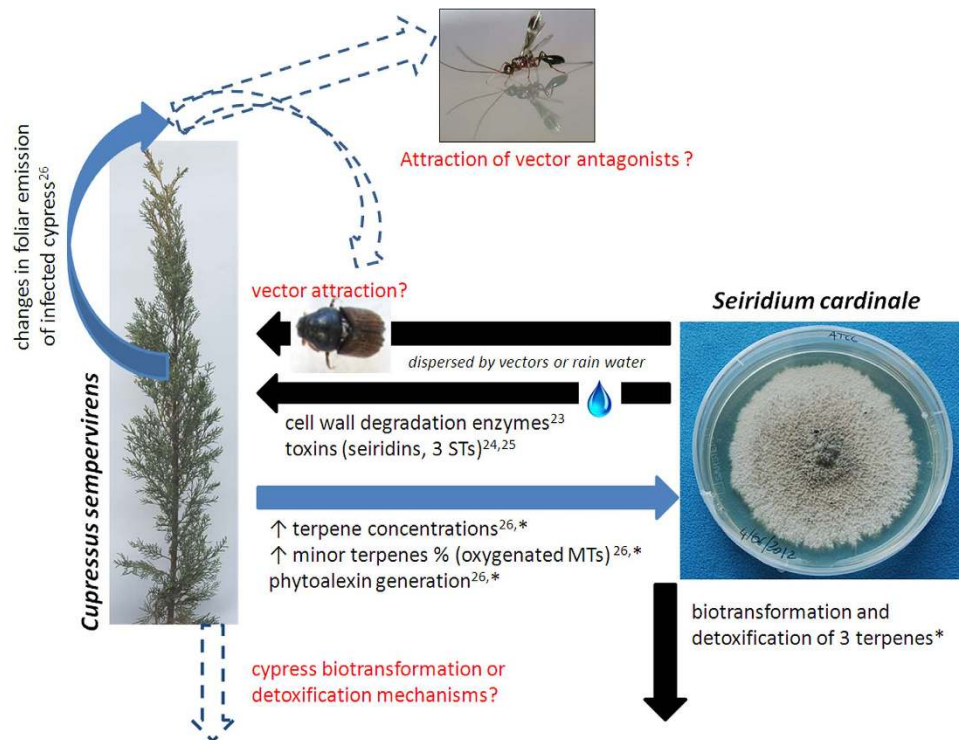 Attraction of vector antagonists ?
changes in foliar emission
of infected cypress26
vector attraction?
Seiridium cardinale
dispersed by vectors or rain water
cell wall degradation enzymes23
toxins (seiridins, 3 STs)24,25
Cupressus sempervirens
ATCC
↑ terpene concentrations26,*
↑ minor terpenes % (oxygenated MTs) 26,*
phytoalexin generation26,*
biotransformation and
detoxification of 3 terpenes*
cypress biotransformation or
detoxification mechanisms?